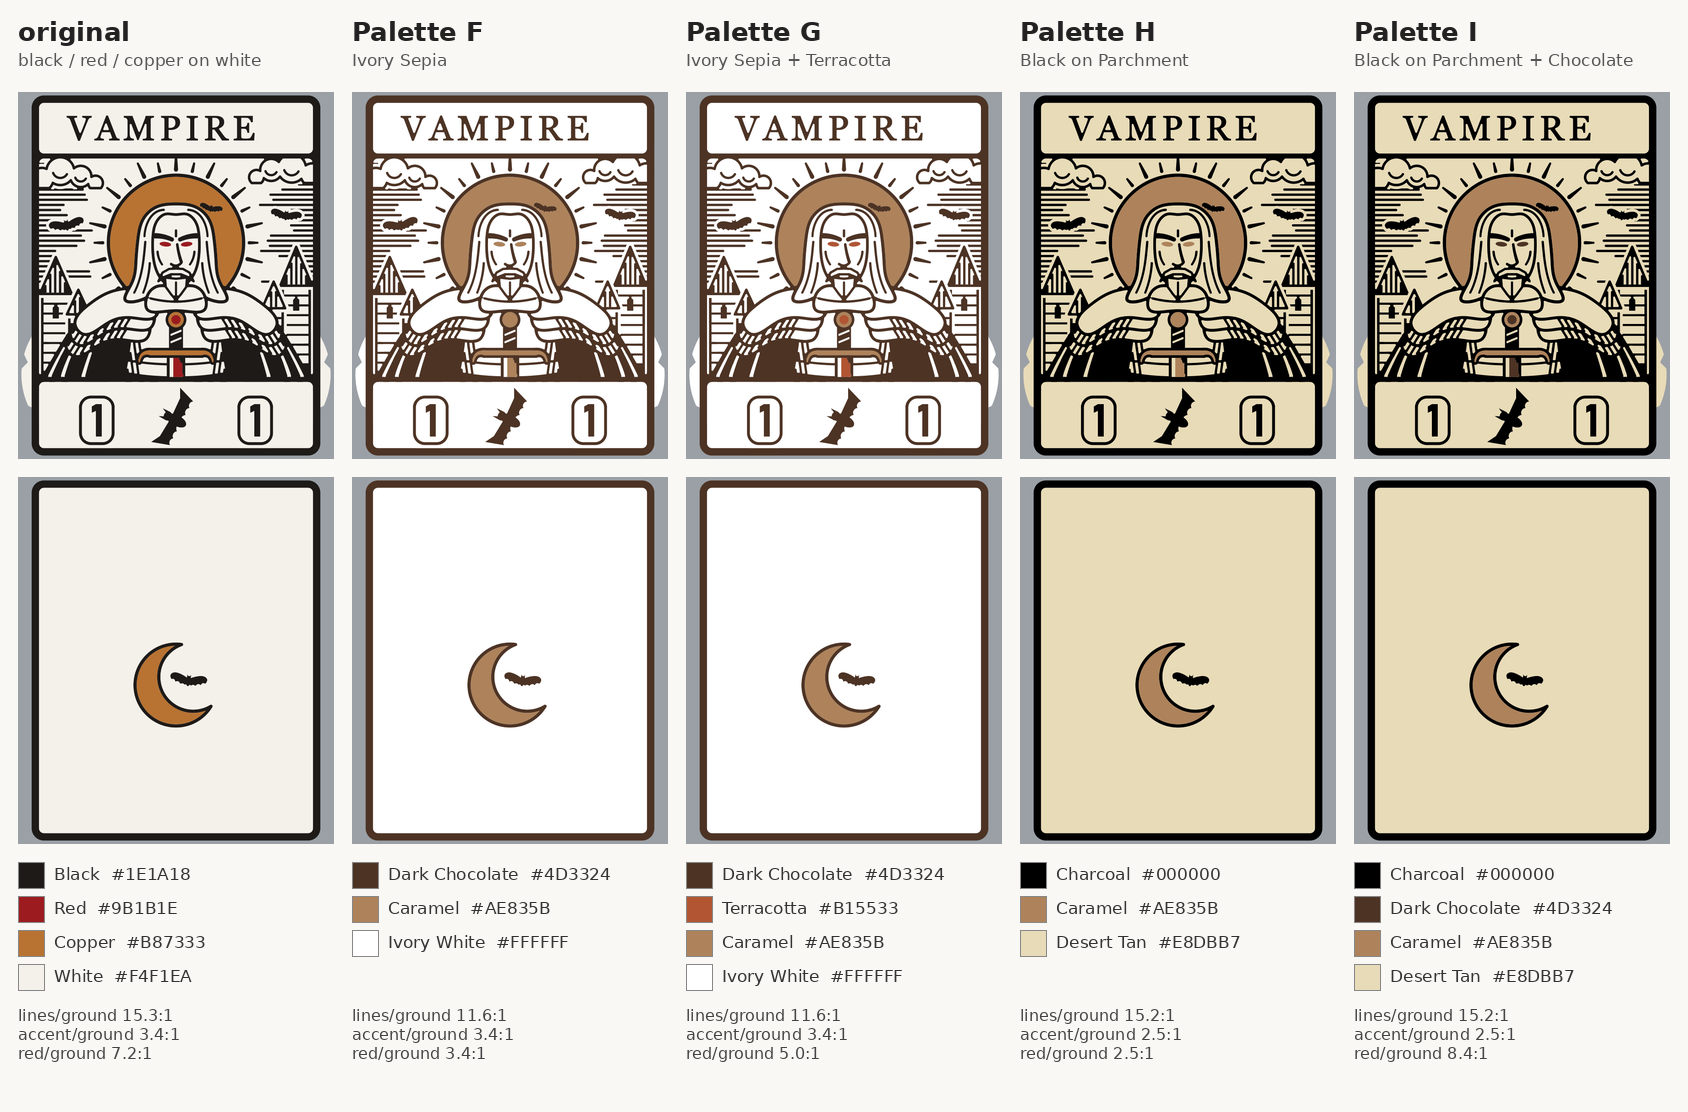 original
black / red / copper on white
VAMPIRE
1 1
Black #1E1A18
Red #9B1B1E
Copper #B87333
White #F4F1EA
lines/ground 15.3:1
accent/ground 3.4:1
red/ground 7.2:1
Palette F
Ivory Sepia
VAMPIRE
1 1
Dark Chocolate #4D3324
Caramel #AE835B
Ivory White #FFFFFF
lines/ground 11.6:1
accent/ground 3.4:1
red/ground 3.4:1
Palette G
Ivory Sepia + Terracotta
VAMPIRE
1 1
Dark Chocolate #4D3324
Terracotta #B15533
Caramel #AE835B
Ivory White #FFFFFF
lines/ground 11.6:1
accent/ground 3.4:1
red/ground 5.0:1
Palette H
Black on Parchment
VAMPIRE
1 1
Charcoal #000000
Caramel #AE835B
Desert Tan #E8DBB7
lines/ground 15.2:1
accent/ground 2.5:1
red/ground 2.5:1
Palette I
Black on Parchment + Chocolate
VAMPIRE
1 1
Charcoal #000000
Dark Chocolate #4D3324
Caramel #AE835B
Desert Tan #E8DBB7
lines/ground 15.2:1
accent/ground 2.5:1
red/ground 8.4:1